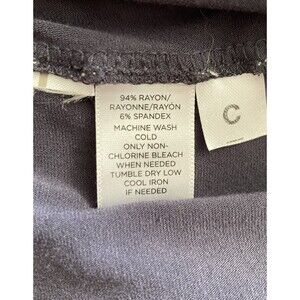 94% RAYON/
RAYONNE/RAYÓN
6% SPANDEX
MACHINE WASH
COLD
ONLY NON-
CHLORINE BLEACH
WHEN NEEDED
TUMBLE DRY LOW
COOL IRON
IF NEEDED
C